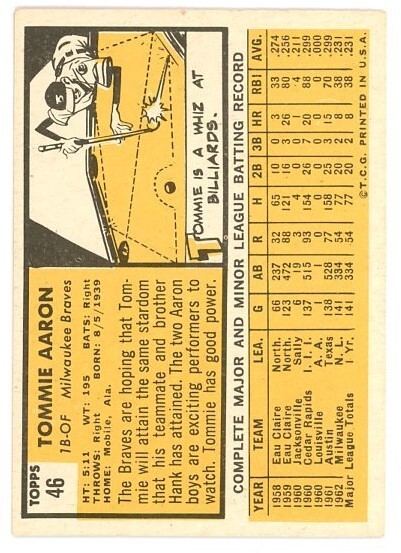 TOPPS
46
TOMMIE AARON
1B-OF Milwaukee Braves
HT: 5:11 WT: 195 BATS: Right
THROWS: Right BORN: 8/5/1939
HOME: Mobile, Ala.
The Braves are hoping that Tom-
mie will attain the same stardom
that his teammate and brother
Hank has attained. The two Aaron
boys are exciting performers to
watch. Tommie has good power.
TOMMIE IS A WHIZ AT
BILLIARDS.
COMPLETE MAJOR AND MINOR LEAGUE BATTING RECORD
YEAR TEAM LEA. G AB R H 2B 3B HR RBI AVG.
1958 Eau Claire North. 66 237 32 65 10 0 3 33 .274
1959 Eau Claire North. 123 472 88 121 16 3 26 80 .256
1960 Jacksonville Sally 6 19 4 4 0 .211
1960 Cedar Rapids I.I.I. 137 515 93 154 30 7 20 88 .299
1960 Louisville A.A. 1 1 0 0 0 0 0 0 .000
1961 Austin Texas 138 528 77 158 25 3 15 70 .299
1962 Milwaukee N.L. 141 334 54 77 20 2 8 38 .231
Major League Totals 1 Yr. 141 334 54 77 20 2 8 38 .231
©T.C.G. PRINTED IN U.S.A.